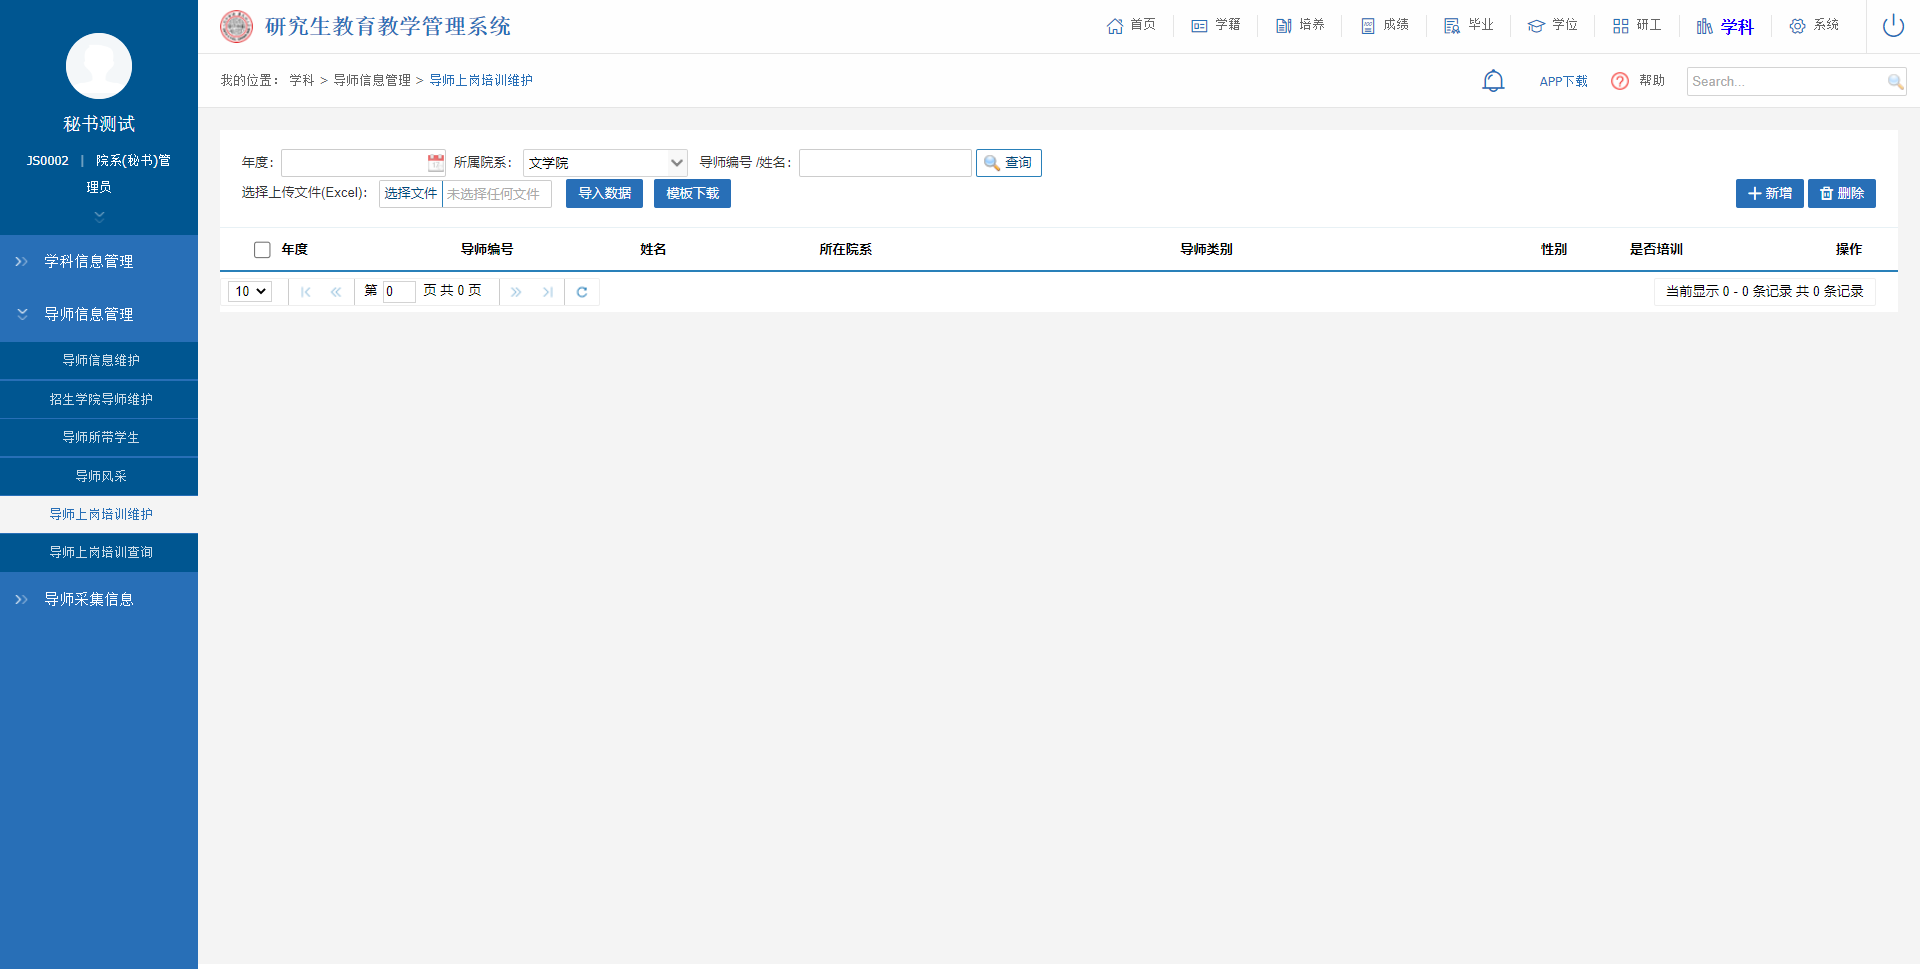 研究生教育教学管理系统
首页
学籍
培养
成绩
毕业
学位
研工
学科
系统
秘书测试
JS0002 | 院系(秘书)管
理员
我的位置： 学科 > 导师信息管理 > 导师上岗培训维护
APP下载
帮助
Search...
学科信息管理
导师信息管理
导师信息维护
招生学院导师维护
导师所带学生
导师风采
导师上岗培训维护
导师上岗培训查询
导师采集信息
年度： 所属院系： 文学院 导师编号 /姓名： 查询
选择上传文件(Excel)： 选择文件 未选择任何文件 导入数据 模板下载 新增 删除
年度 导师编号 姓名 所在院系 导师类别 性别 是否培训 操作
10 第 0 页 共 0 页 当前显示 0 - 0 条记录 共 0 条记录